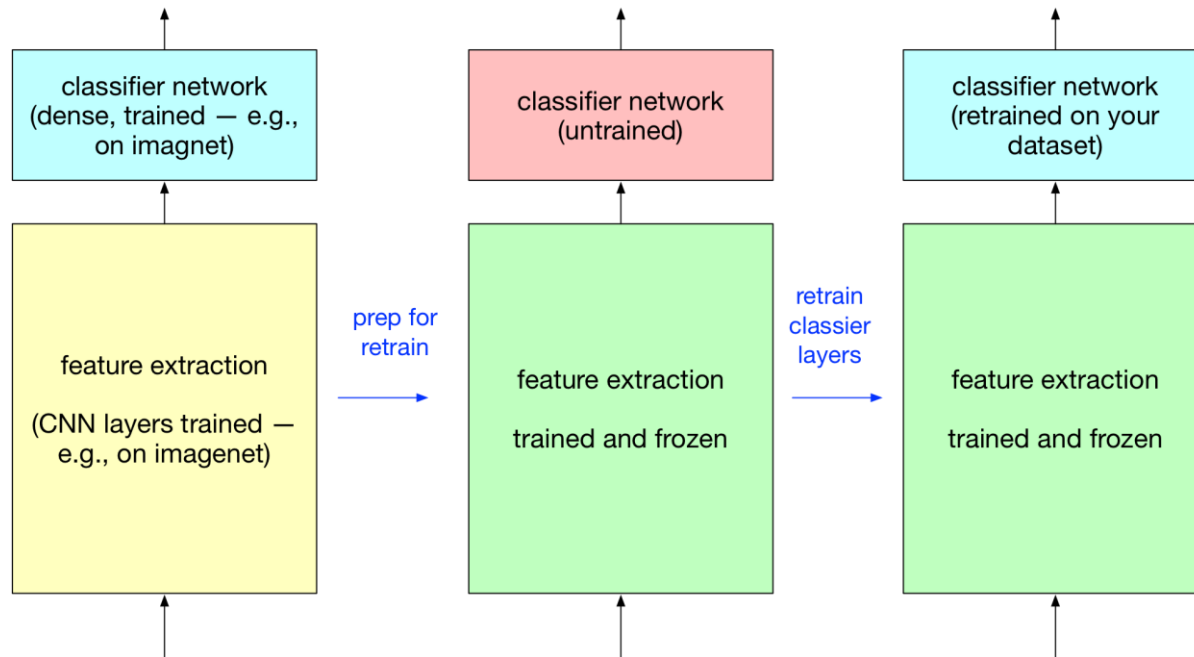 classifier network
(dense, trained — e.g.,
on imagnet)
classifier network
(untrained)
classifier network
(retrained on your
dataset)
feature extraction
(CNN layers trained —
e.g., on imagenet)
prep for
retrain
feature extraction
trained and frozen
retrain
classier
layers
feature extraction
trained and frozen